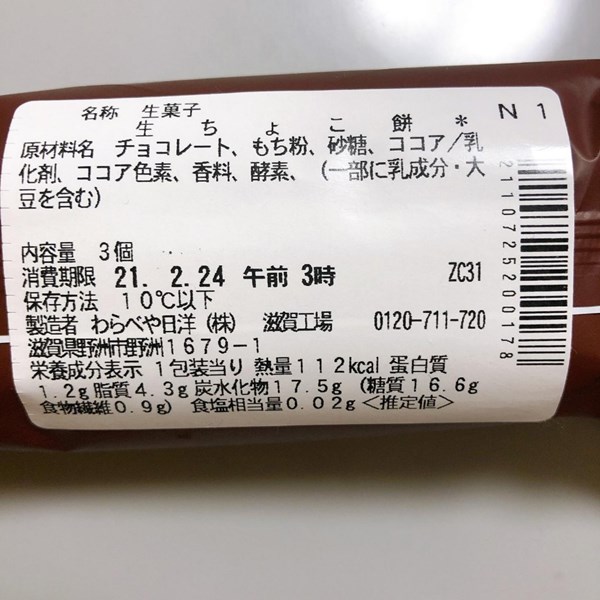 名称 生菓子
生ちょこ餅* N1
原材料名 チョコレート、もち粉、砂糖、ココア/乳
化剤、ココア色素、香料、酵素、(一部に乳成分・大
豆を含む)
内容量 3個
消費期限 21. 2.24 午前 3時 ZC31
保存方法 10℃以下
製造者 わらべや日洋(株) 滋賀工場 0120-711-720
滋賀県野洲市野洲1679-1
栄養成分表示 1包装当り 熱量112kcal 蛋白質
1.2g 脂質4.3g 炭水化物17.5g (糖質16.6g
食物繊維0.9g) 食塩相当量0.02g<推定値>
2110725200178